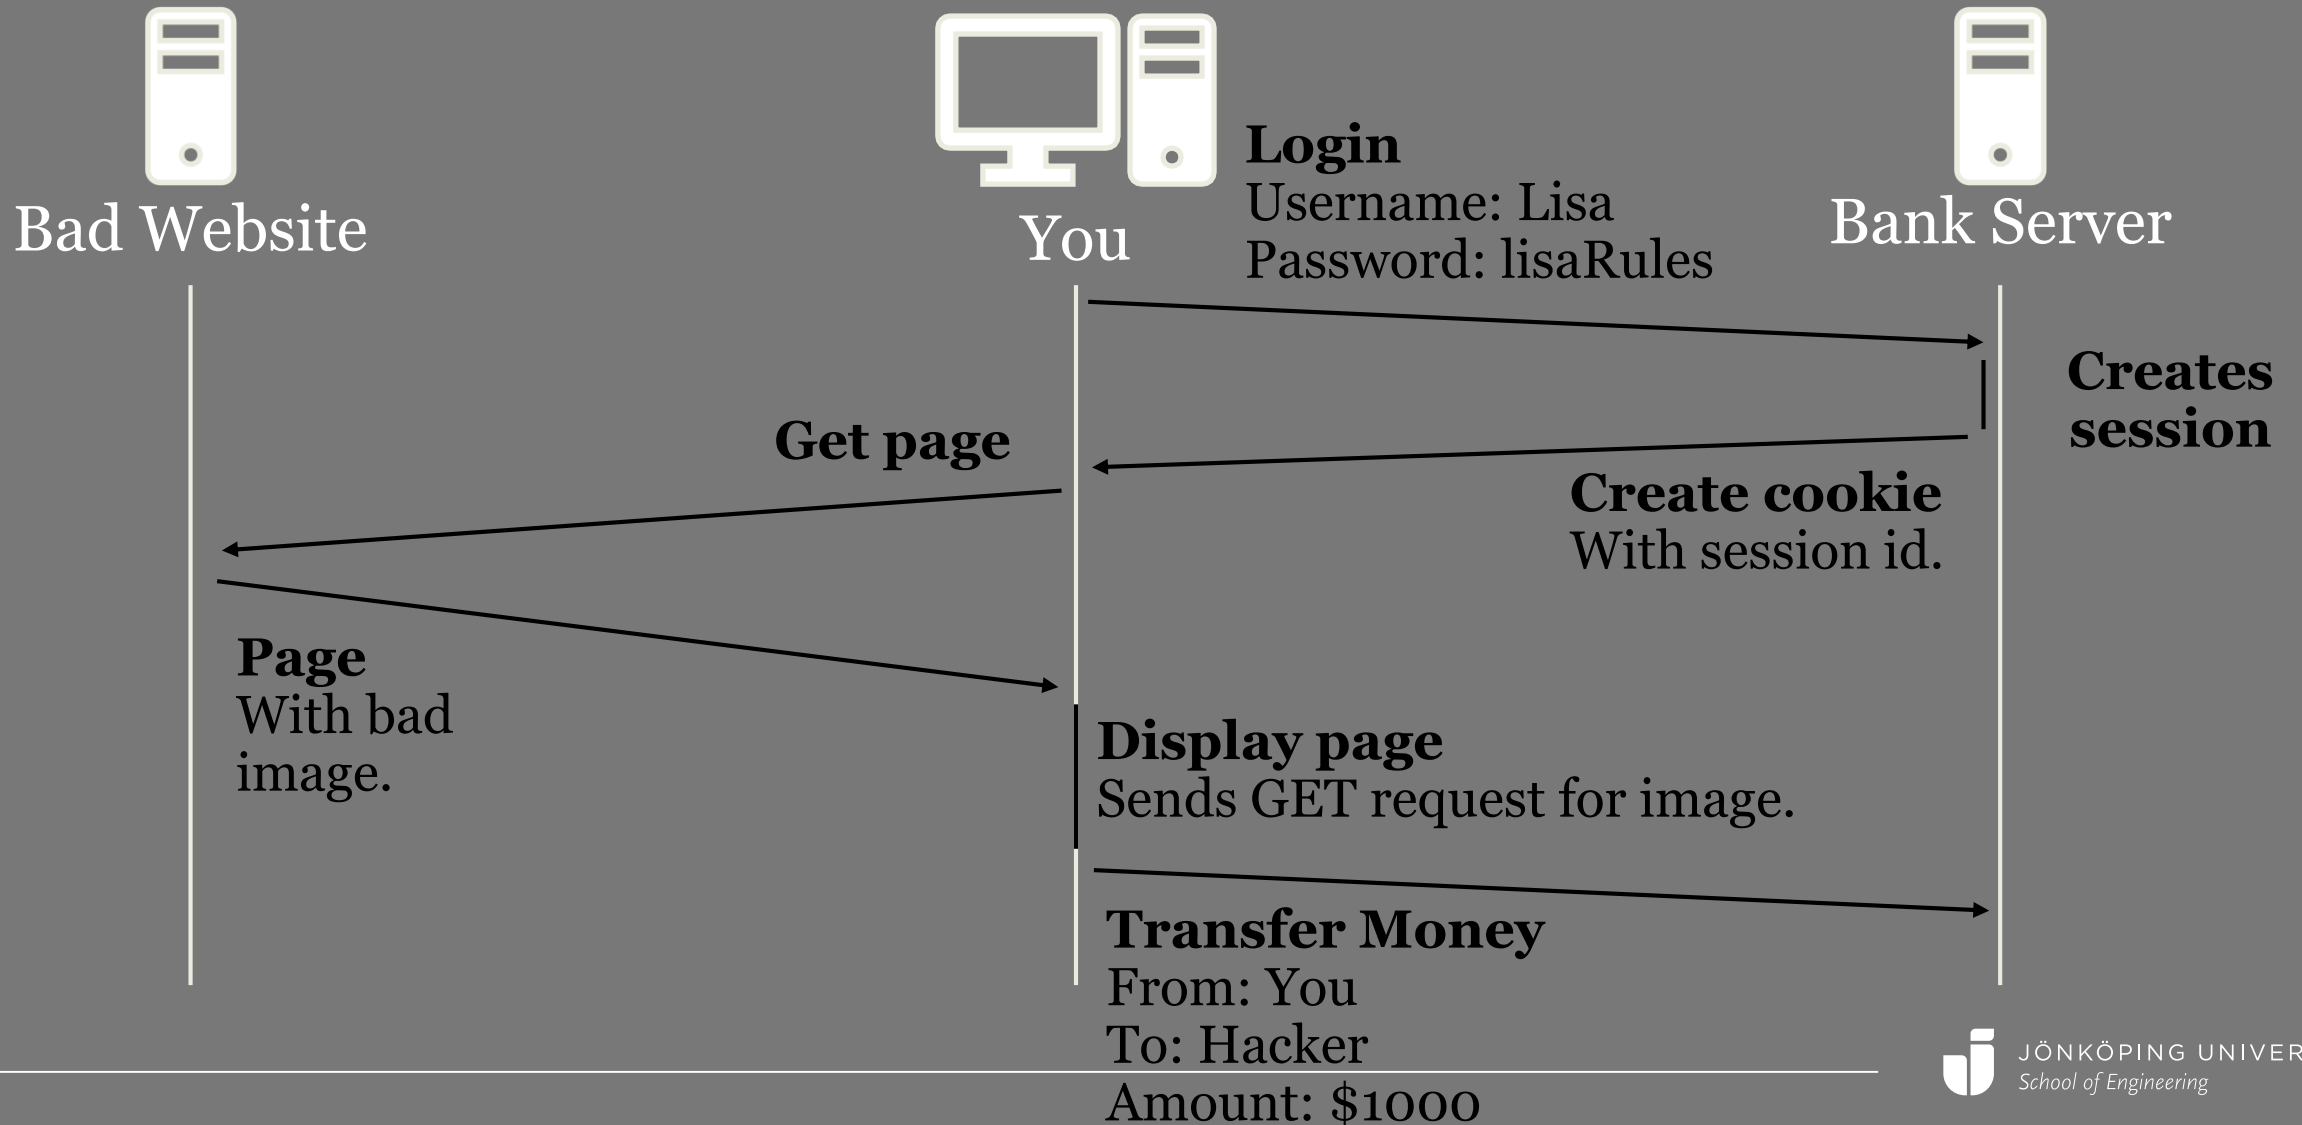 Bad Website
You
Bank Server
Login
Username: Lisa
Password: lisaRules
Creates
session
Create cookie
With session id.
Get page
Page
With bad
image.
Display page
Sends GET request for image.
Transfer Money
From: You
To: Hacker
Amount: $1000
JÖNKÖPING UNIVER
School of Engineering